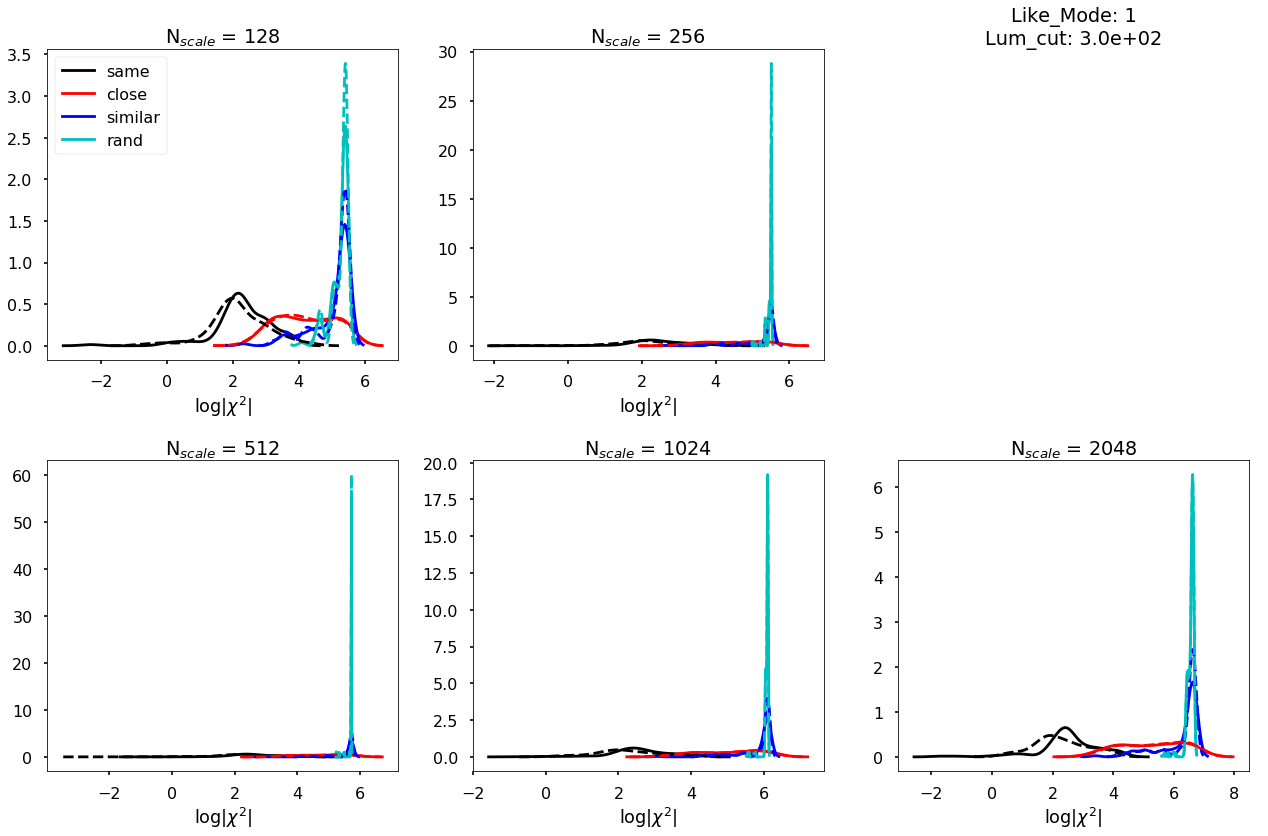 N_scale = 128
3.5
3.0
2.5
2.0
1.5
1.0
0.5
0.0
same
close
similar
rand
−2 0 2 4 6
log|χ²|
N_scale = 256
30
25
20
15
10
5
0
−2 0 2 4 6
log|χ²|
Like_Mode: 1
Lum_cut: 3.0e+02
N_scale = 512
60
50
40
30
20
10
0
−2 0 2 4 6
log|χ²|
N_scale = 1024
20.0
17.5
15.0
12.5
10.0
7.5
5.0
2.5
0.0
−2 0 2 4 6
log|χ²|
N_scale = 2048
6
5
4
3
2
1
0
−2 0 2 4 6 8
log|χ²|